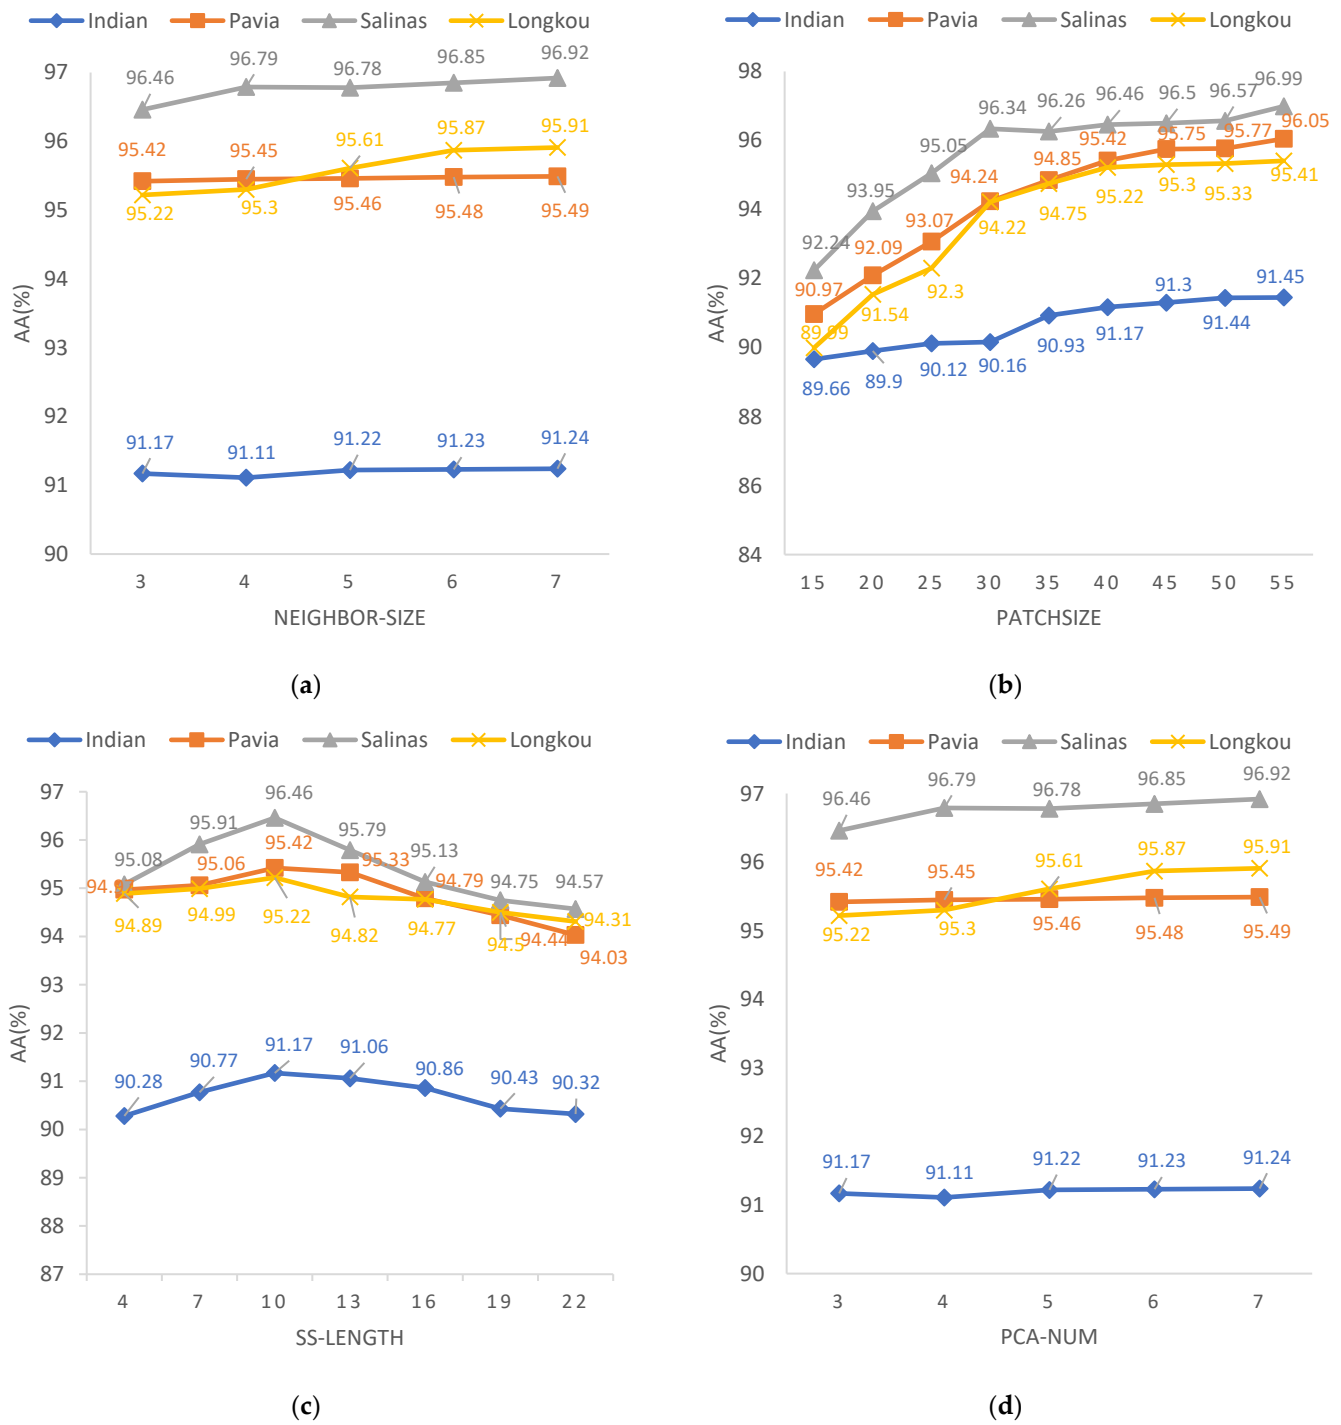 Indian Pavia Salinas Longkou
96.46 96.79 96.78 96.85 96.92
95.42 95.45 95.61 95.87 95.91
95.22 95.3 95.46 95.48 95.49
91.17 91.11 91.22 91.23 91.24
97
96
95
94
93
92
91
90
AA(%)
3 4 5 6 7
NEIGHBOR-SIZE
(a)
Indian Pavia Salinas Longkou
92.24 93.95 95.05 96.34 96.26 96.46 96.5 96.57 96.99
90.97 92.09 93.07 94.24 94.85 95.42 95.75 95.77 96.05
89.99 91.54 92.3 94.22 94.75 95.22 95.3 95.33 95.41
89.66 89.9 90.12 90.16 90.93 91.17 91.3 91.44 91.45
98
96
94
92
90
88
86
84
AA(%)
15 20 25 30 35 40 45 50 55
PATCHSIZE
(b)
Indian Pavia Salinas Longkou
95.08 95.91 96.46 95.79 95.13 94.75 94.57
95.06 95.42 95.33 94.79 94.44 94.03
94.89 94.99 95.22 94.82 94.77 94.5 94.31
90.28 90.77 91.17 91.06 90.86 90.43 90.32
97
96
95
94
93
92
91
90
89
88
87
AA(%)
4 7 10 13 16 19 22
SS-LENGTH
(c)
Indian Pavia Salinas Longkou
96.46 96.79 96.78 96.85 96.92
95.42 95.45 95.61 95.87 95.91
95.22 95.3 95.46 95.48 95.49
91.17 91.11 91.22 91.23 91.24
97
96
95
94
93
92
91
90
AA(%)
3 4 5 6 7
PCA-NUM
(d)